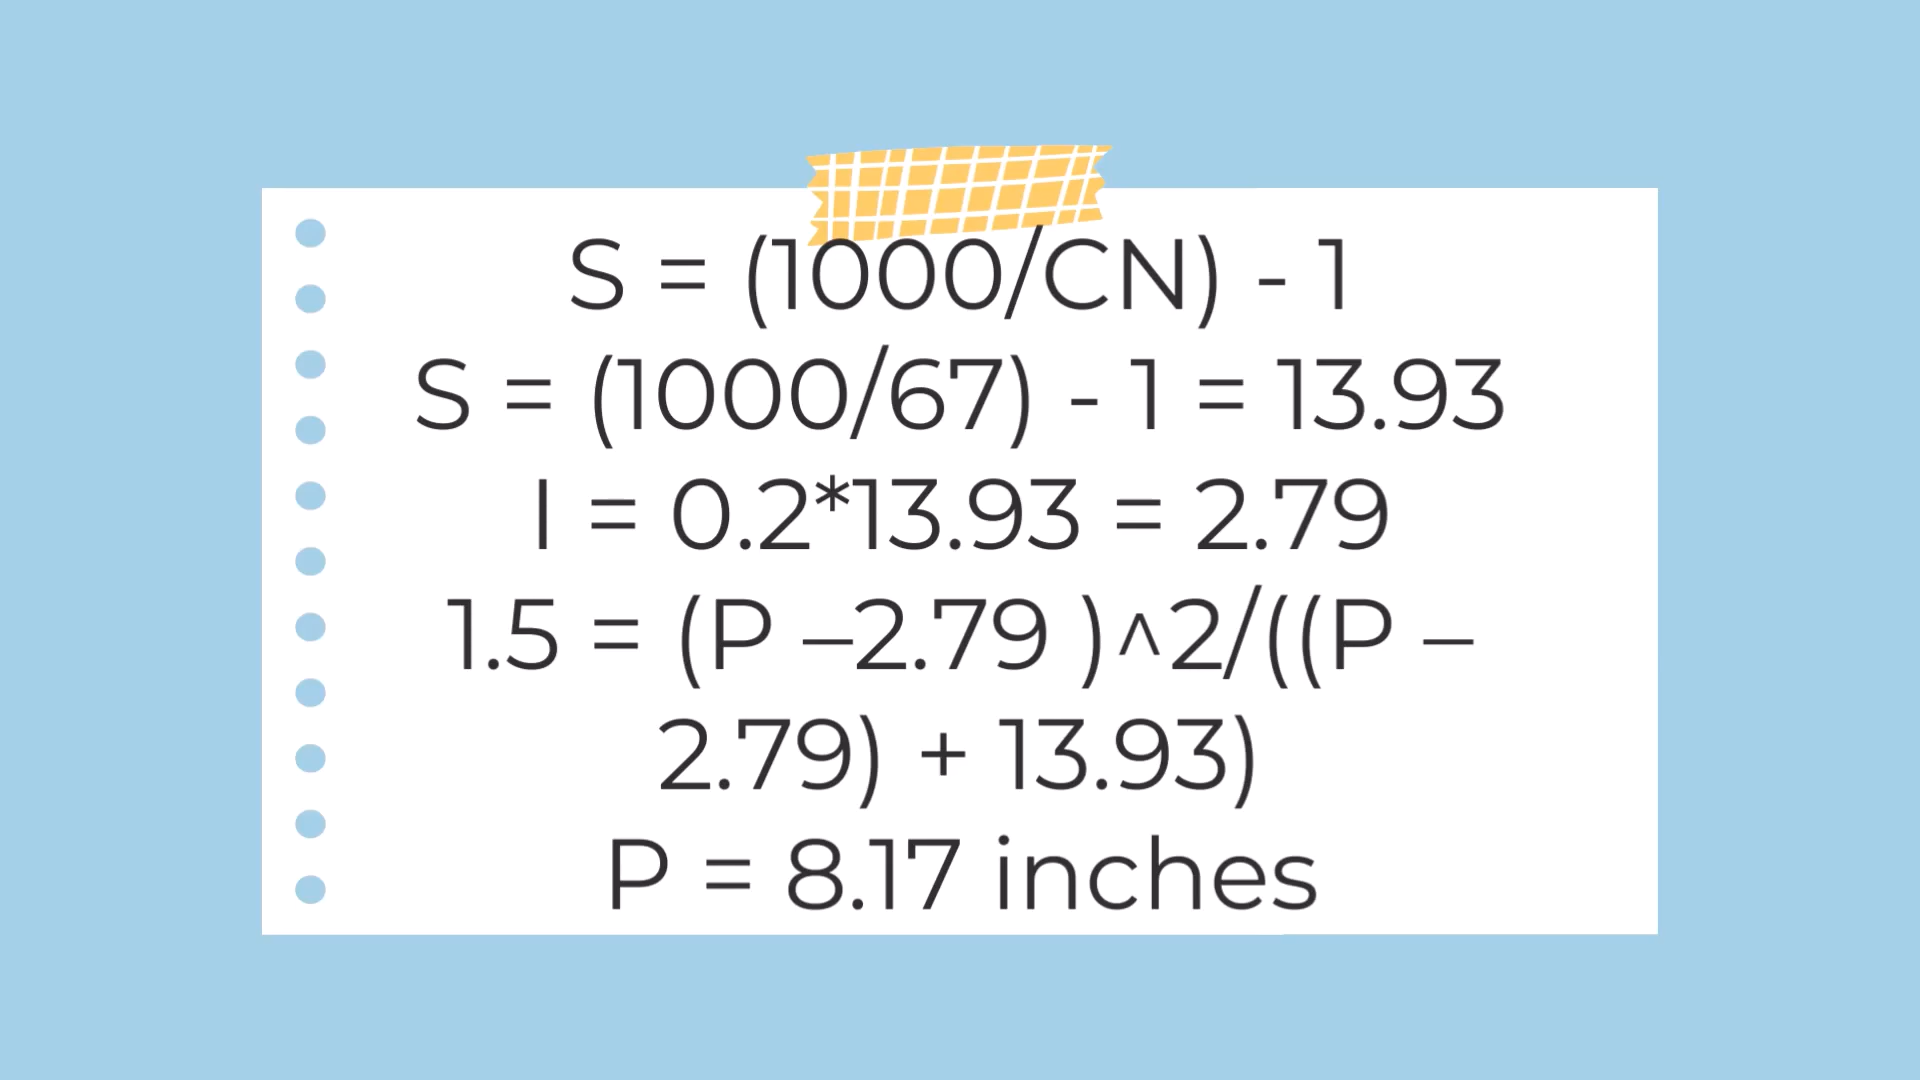 S = (1000/CN) - 1
S = (1000/67) - 1 = 13.93
I = 0.2*13.93 = 2.79
1.5 = (P –2.79 )^2/((P –
2.79) + 13.93)
P = 8.17 inches